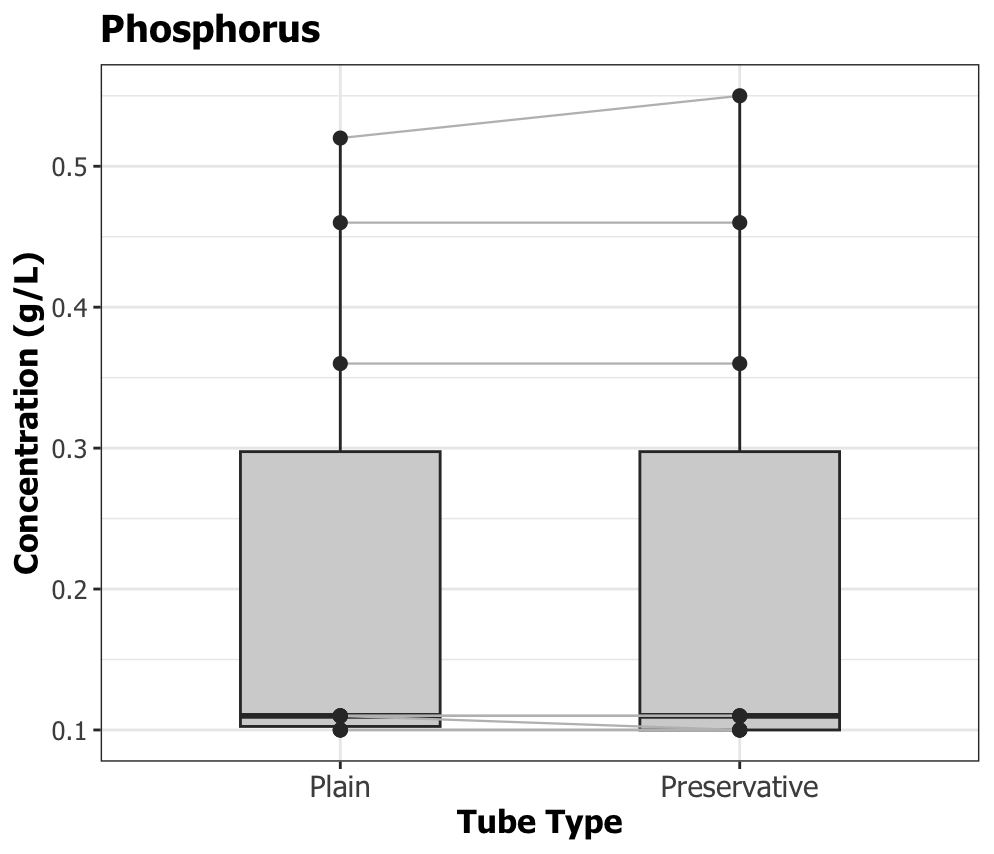 Phosphorus
Concentration (g/L)
0.5
0.4
0.3
0.2
0.1
Plain
Preservative
Tube Type